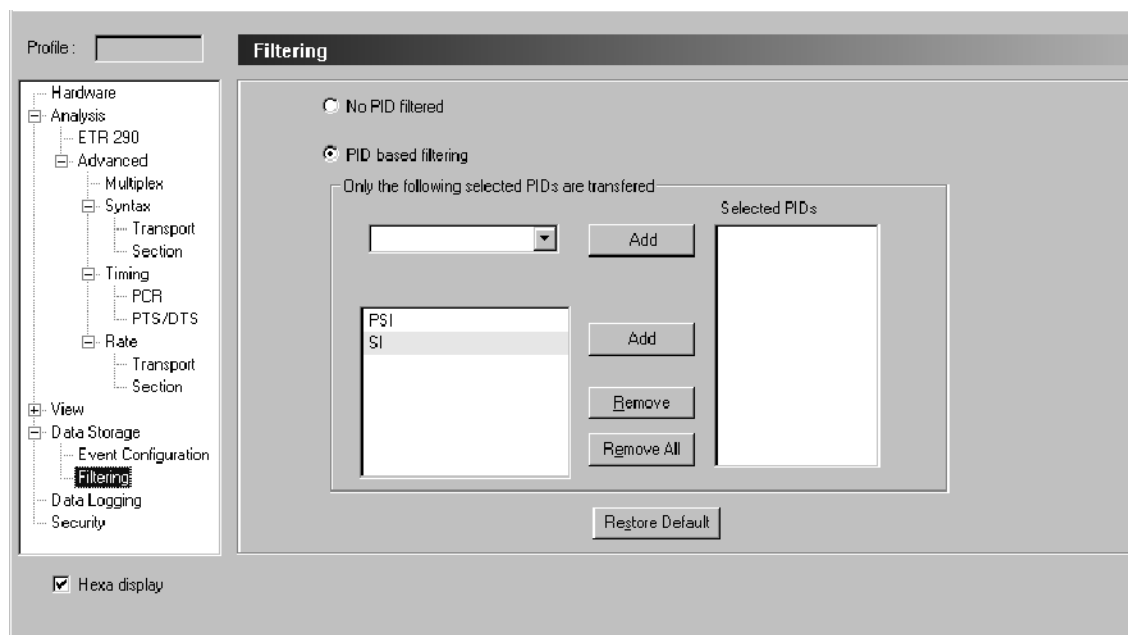 Profile :
Filtering
Hardware
Analysis
ETR 290
Advanced
Multiplex
Syntax
Transport
Section
Timing
PCR
PTS/DTS
Rate
Transport
Section
View
Data Storage
Event Configuration
Filtering
Data Logging
Security
Hexa display
No PID filtered
PID based filtering
Only the following selected PIDs are transfered
Selected PIDs
Add
PSI
SI
Add
Remove
Remove All
Restore Default